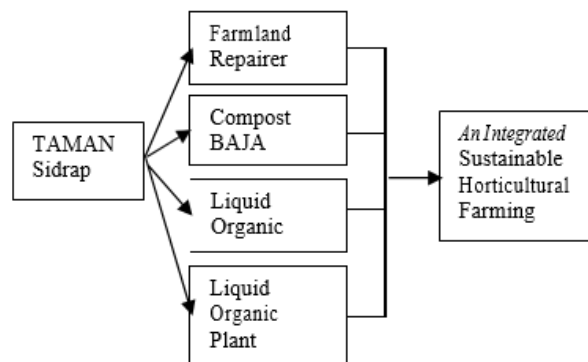 TAMAN
Sidrap
Farmland
Repairer
Compost
BAJA
Liquid
Organic
Liquid
Organic
Plant
An Integrated
Sustainable
Horticultural
Farming